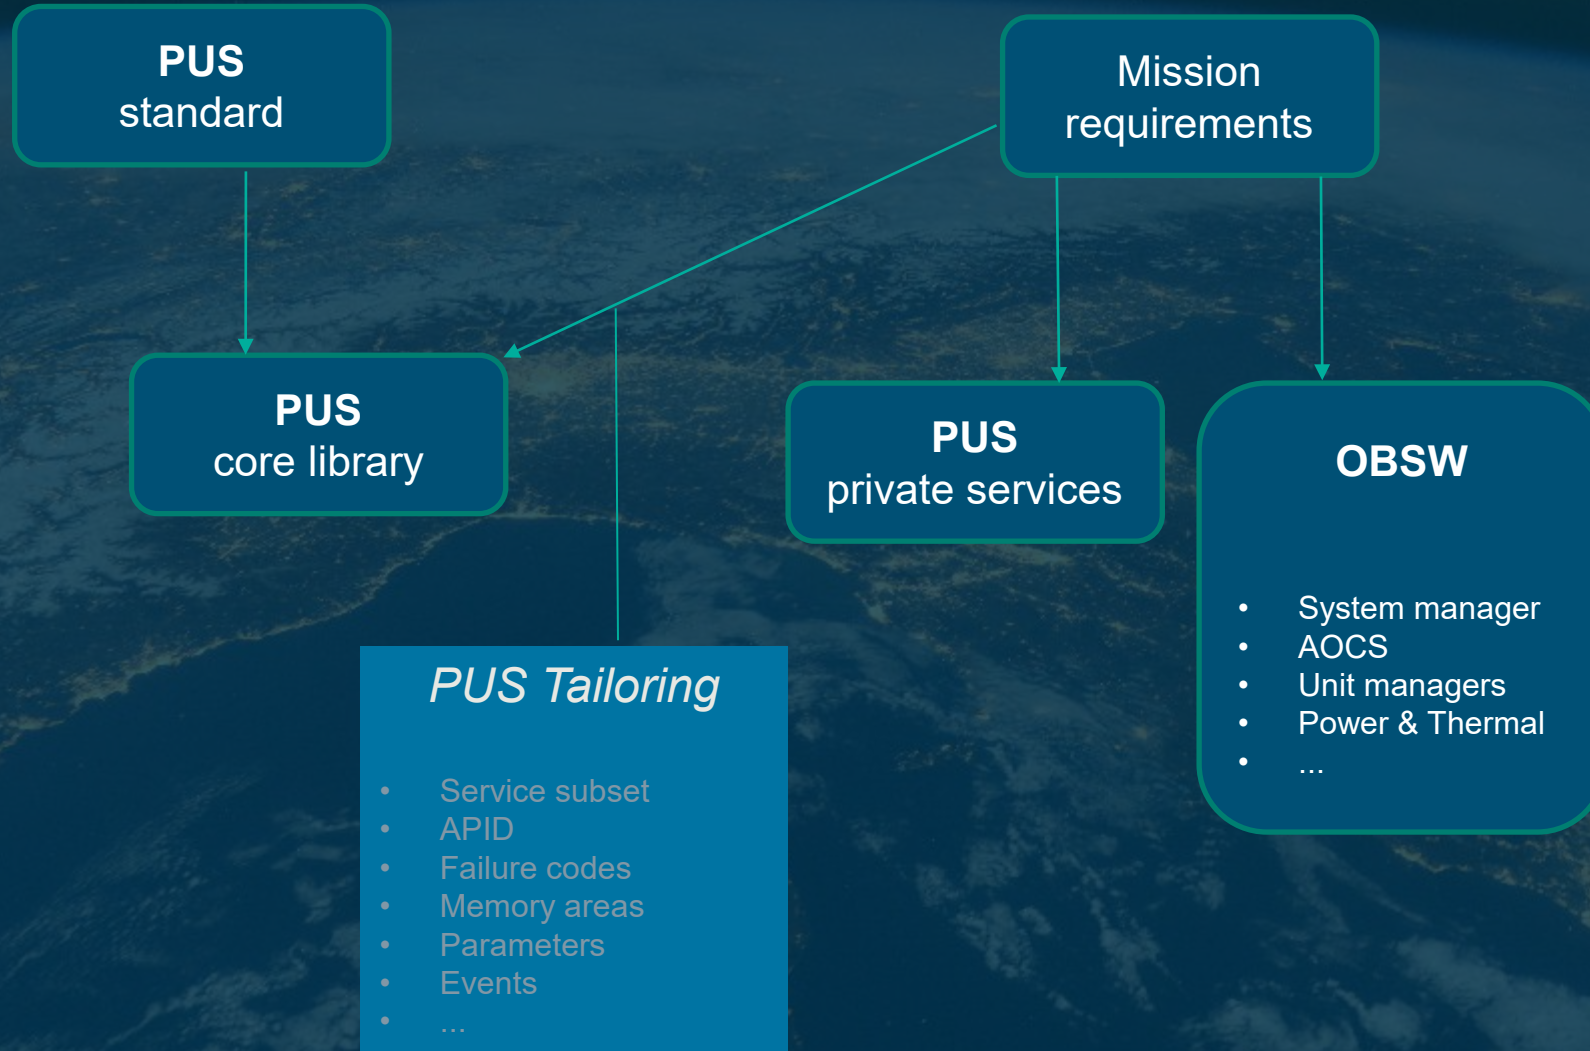 PUS
standard
Mission
requirements
PUS
core library
PUS
private services
OBSW
• System manager
• AOCS
• Unit managers
• Power & Thermal
• ...
PUS Tailoring
• Service subset
• APID
• Failure codes
• Memory areas
• Parameters
• Events
• ...